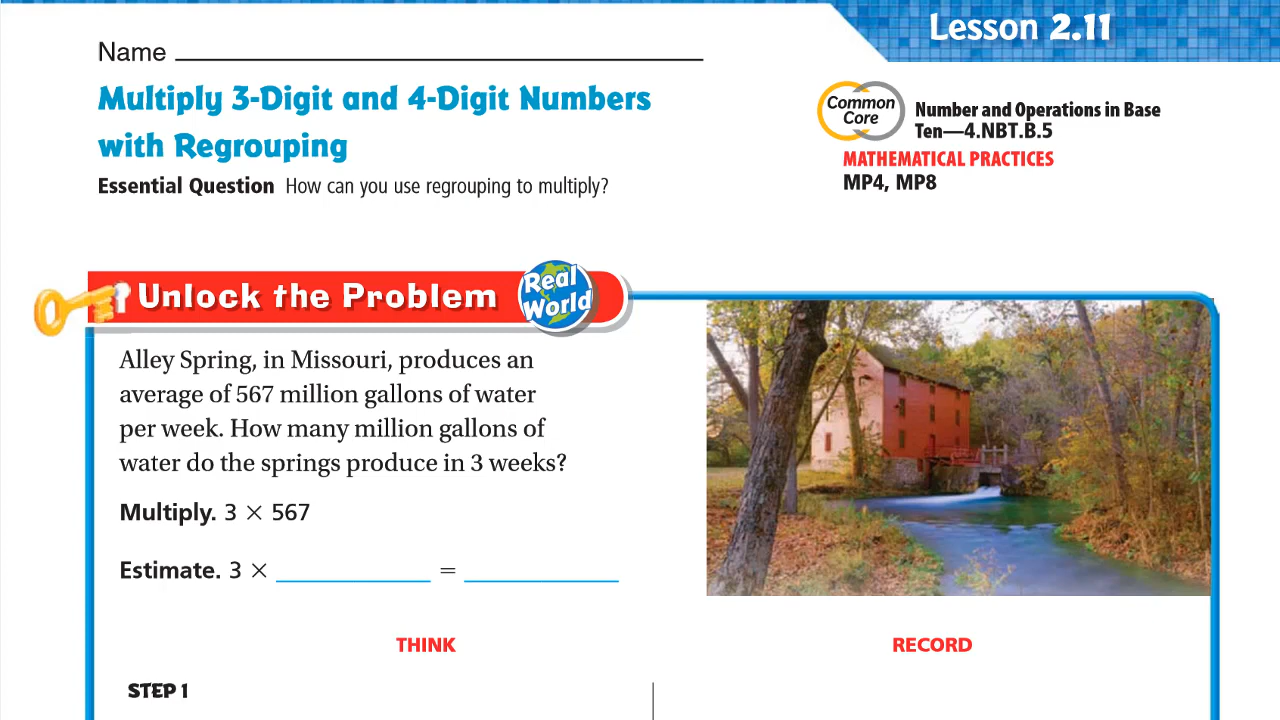 Lesson 2.11
Name
Multiply 3-Digit and 4-Digit Numbers
with Regrouping
Essential Question How can you use regrouping to multiply?
Common
Core
Number and Operations in Base
Ten—4.NBT.B.5
MATHEMATICAL PRACTICES
MP4, MP8
Unlock the Problem
Real
World
Alley Spring, in Missouri, produces an
average of 567 million gallons of water
per week. How many million gallons of
water do the springs produce in 3 weeks?
Multiply. 3 × 567
Estimate. 3 × ____ = ____
THINK
RECORD
STEP 1